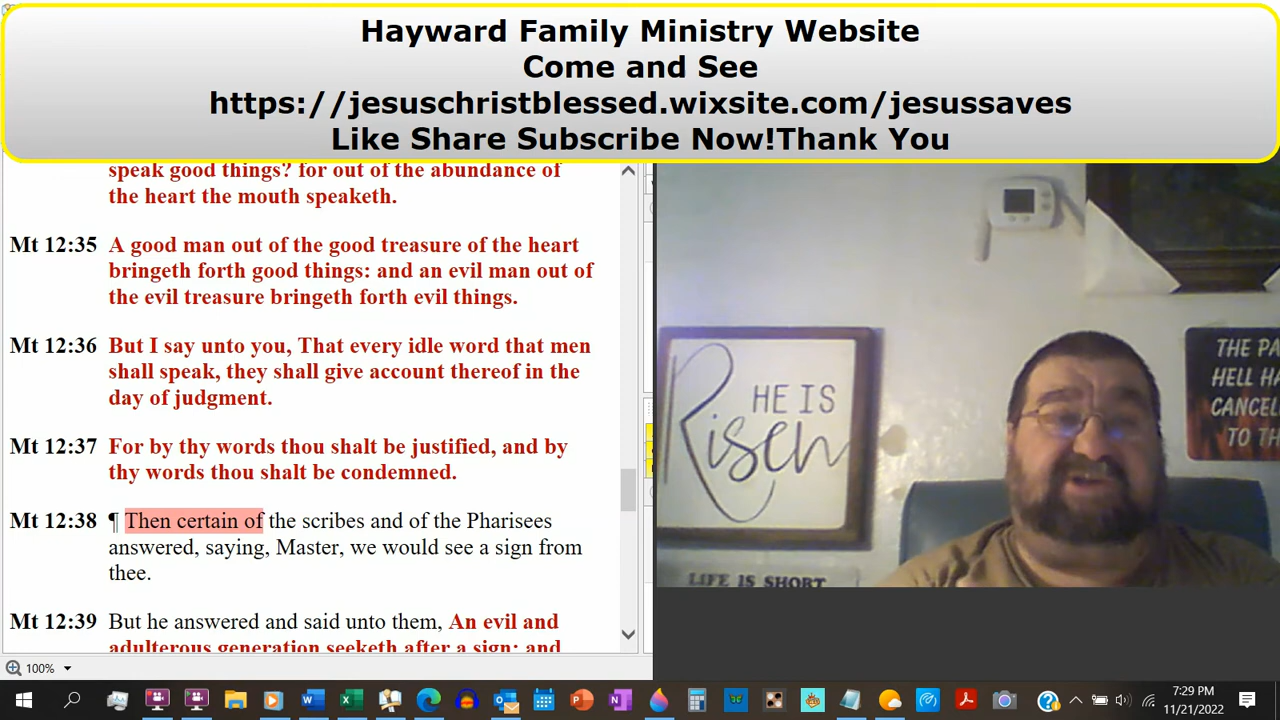 Hayward Family Ministry Website
Come and See
https://jesuschristblessed.wixsite.com/jesussaves
Like Share Subscribe Now!Thank You
speak good things? for out of the abundance of
the heart the mouth speaketh.
Mt 12:35 A good man out of the good treasure of the heart
bringeth forth good things: and an evil man out of
the evil treasure bringeth forth evil things.
Mt 12:36 But I say unto you, That every idle word that men
shall speak, they shall give account thereof in the
day of judgment.
Mt 12:37 For by thy words thou shalt be justified, and by
thy words thou shalt be condemned.
Mt 12:38 ¶ Then certain of the scribes and of the Pharisees
answered, saying, Master, we would see a sign from
thee.
Mt 12:39 But he answered and said unto them, An evil and
adulterous generation seeketh after a sign; and
Risen HE IS
LIFE IS SHORT
THE PA
HELL HA
CANCEL
TO TH
100%
7:29 PM
11/21/2022